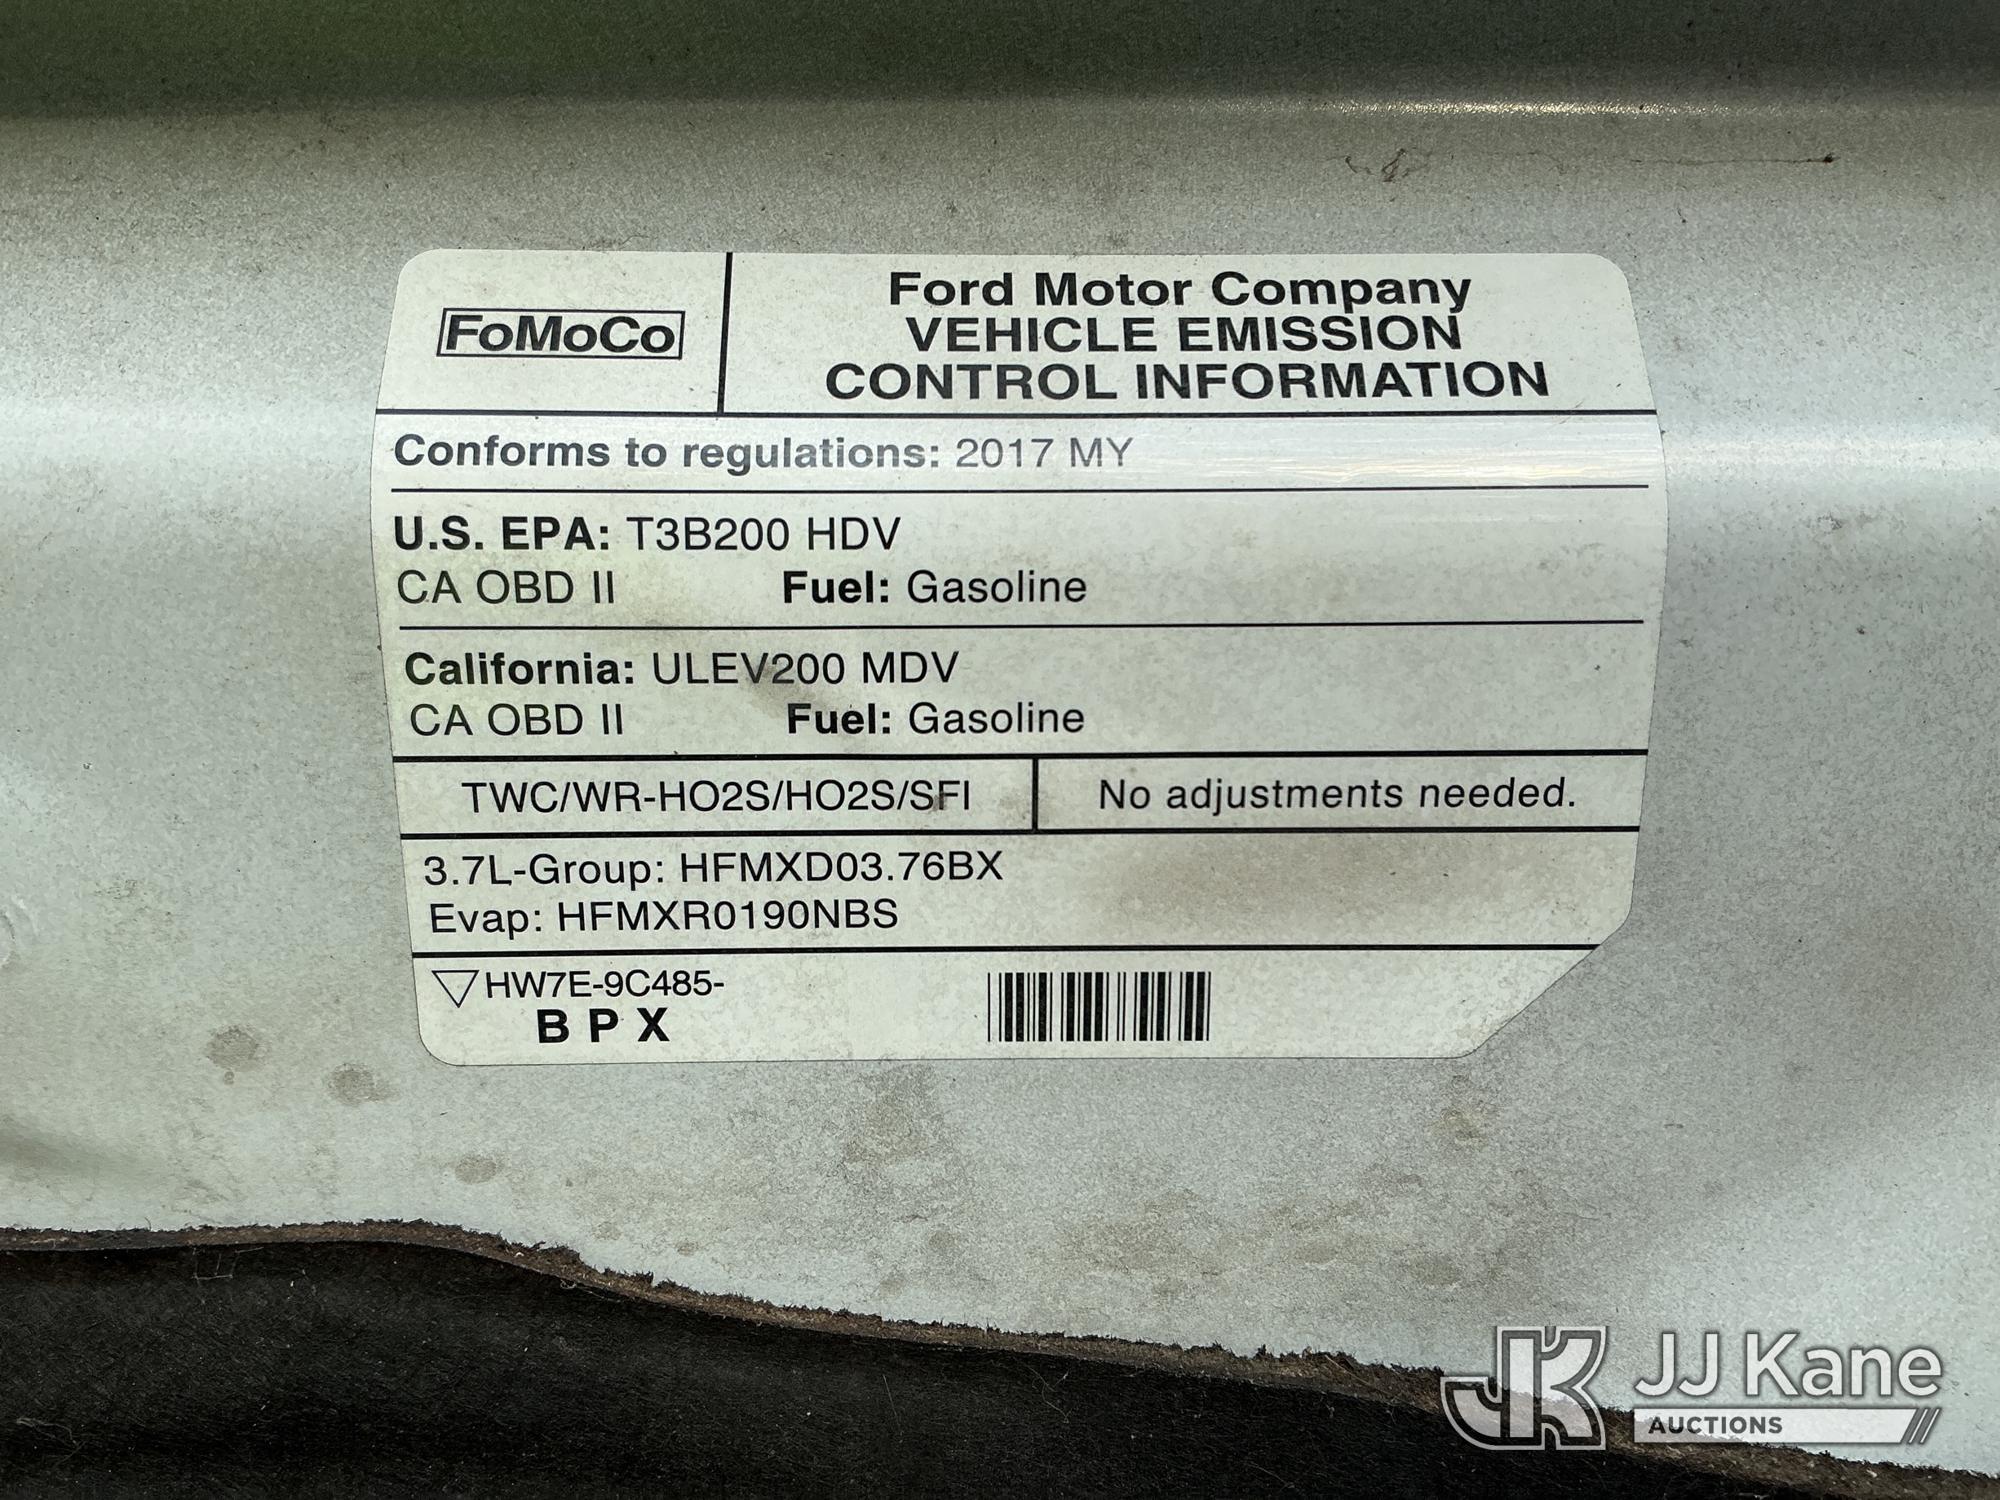 FoMoCo
Ford Motor Company
VEHICLE EMISSION
CONTROL INFORMATION
Conforms to regulations: 2017 MY
U.S. EPA: T3B200 HDV
CA OBD II Fuel: Gasoline
California: ULEV200 MDV
CA OBD II Fuel: Gasoline
TWC/WR-HO2S/HO2S/SFI No adjustments needed.
3.7L-Group: HFMXD03.76BX
Evap: HFMXR0190NBS
HW7E-9C485-
B P X
JK JJ Kane
AUCTIONS